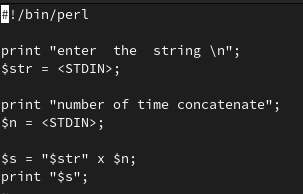 #!/bin/perl
print "enter  the  string \n";
$str = <STDIN>;
print "number of time concatenate";
$n = <STDIN>;
$s = "$str" x $n;
print "$s";